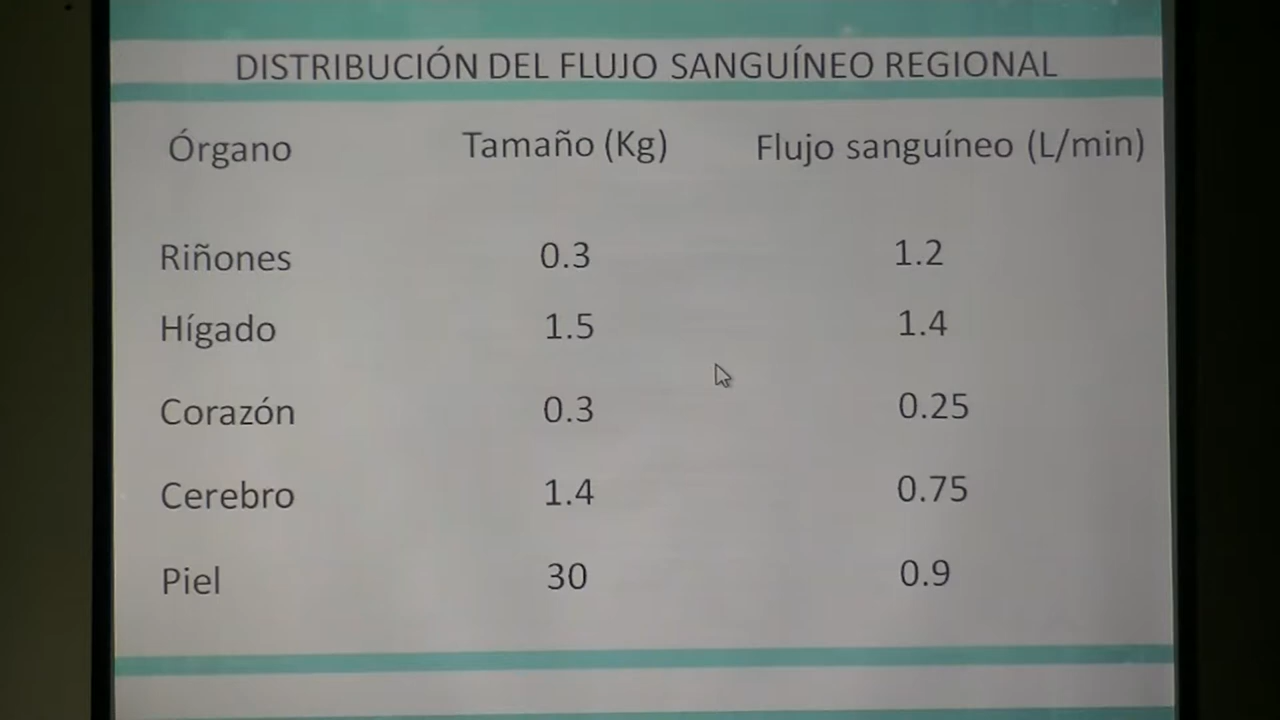 DISTRIBUCIÓN DEL FLUJO SANGUÍNEO REGIONAL
Órgano Tamaño (Kg) Flujo sanguíneo (L/min)
Riñones 0.3 1.2
Hígado 1.5 1.4
Corazón 0.3 0.25
Cerebro 1.4 0.75
Piel 30 0.9